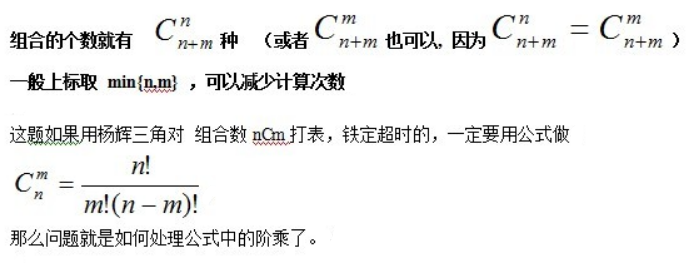 组合的个数就有 C_{n+m}^{n} 种 （或者 C_{n+m}^{m} 也可以, 因为 C_{n+m}^{n} = C_{n+m}^{m} ）
一般上标取 min{n,m} ，可以减少计算次数
这题如果用杨辉三角对 组合数 nCm 打表，铁定超时的，一定要用公式做
C_{n}^{m} = \frac{n!}{m!(n-m)!}
那么问题就是如何处理公式中的阶乘了。